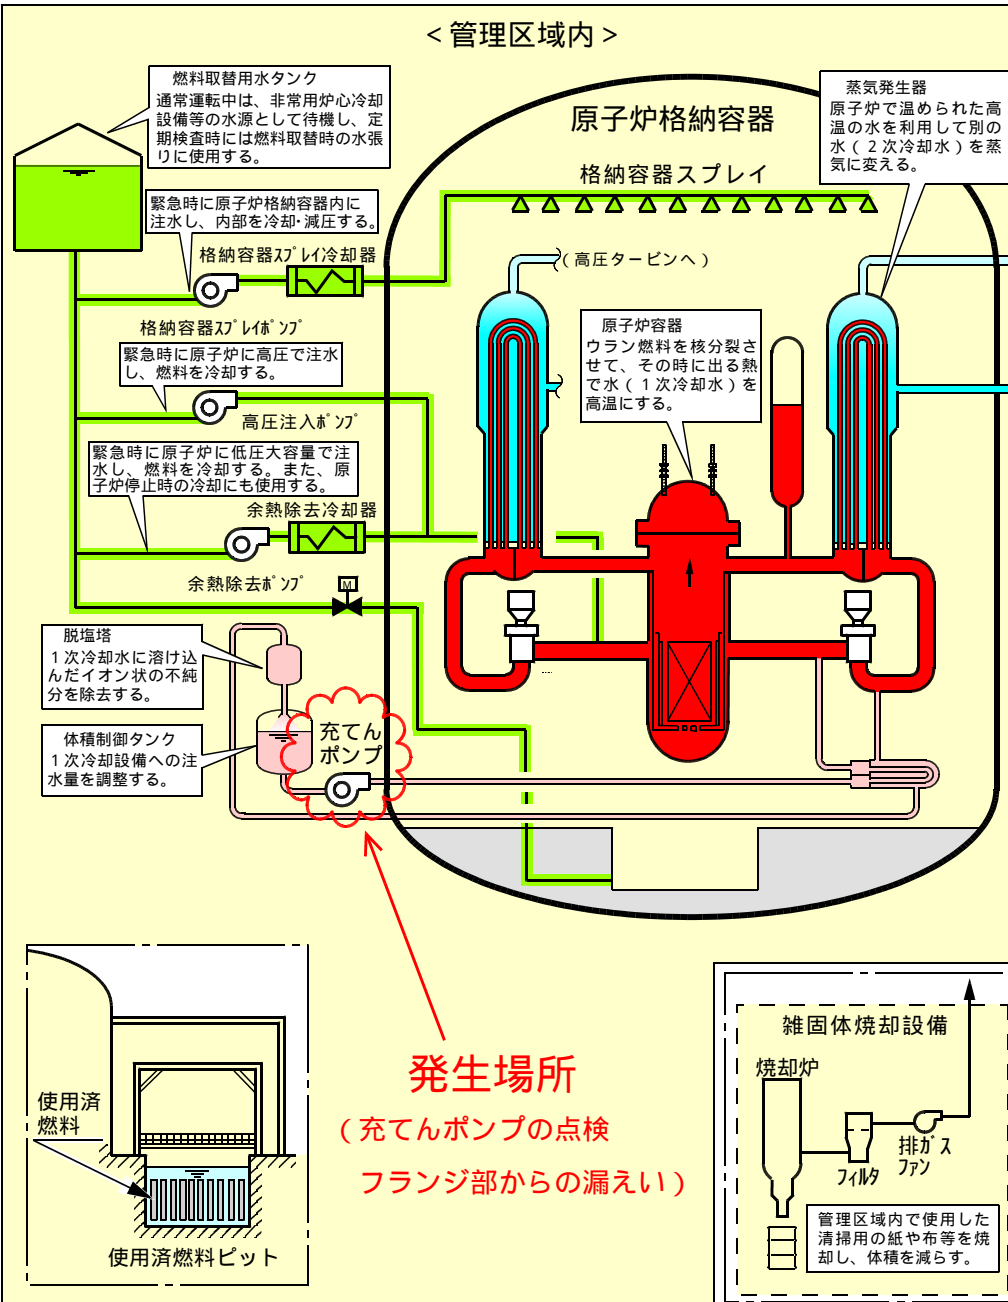 ＜管理区域内＞
燃料取替用水タンク
通常運転中は、非常用炉心冷却
設備等の水源として待機し、定
期検査時には燃料取替時の水張
りに使用する。
原子炉格納容器
蒸気発生器
原子炉で温められた高
温の水を利用して別の
水（２次冷却水）を蒸
気に変える。
格納容器スプレイ
緊急時に原子炉格納容器内に
注水し、内部を冷却･減圧する。
格納容器ｽﾌﾟﾚｲ冷却器
（高圧タービンへ）
格納容器ｽﾌﾟﾚｲﾎﾟﾝﾌﾟ
原子炉容器
ウラン燃料を核分裂さ
せて、その時に出る熱
で水（１次冷却水）を
高温にする。
緊急時に原子炉に高圧で注水
し、燃料を冷却する。
高圧注入ﾎﾟﾝﾌﾟ
緊急時に原子炉に低圧大容量で注
水し、燃料を冷却する。また、原
子炉停止時の冷却にも使用する。
余熱除去冷却器
余熱除去ﾎﾟﾝﾌﾟ
M
脱塩塔
１次冷却水に溶け込
んだイオン状の不純
分を除去する。
体積制御タンク
１次冷却設備への注
水量を調整する。
充てん
ポンプ
発生場所
（充てんポンプの点検
フランジ部からの漏えい）
使用済
燃料
使用済燃料ピット
雑固体焼却設備
焼却炉
ﾌｨﾙﾀ
排ｶﾞｽ
ﾌｧﾝ
管理区域内で使用した
清掃用の紙や布等を焼
却し、体積を減らす。